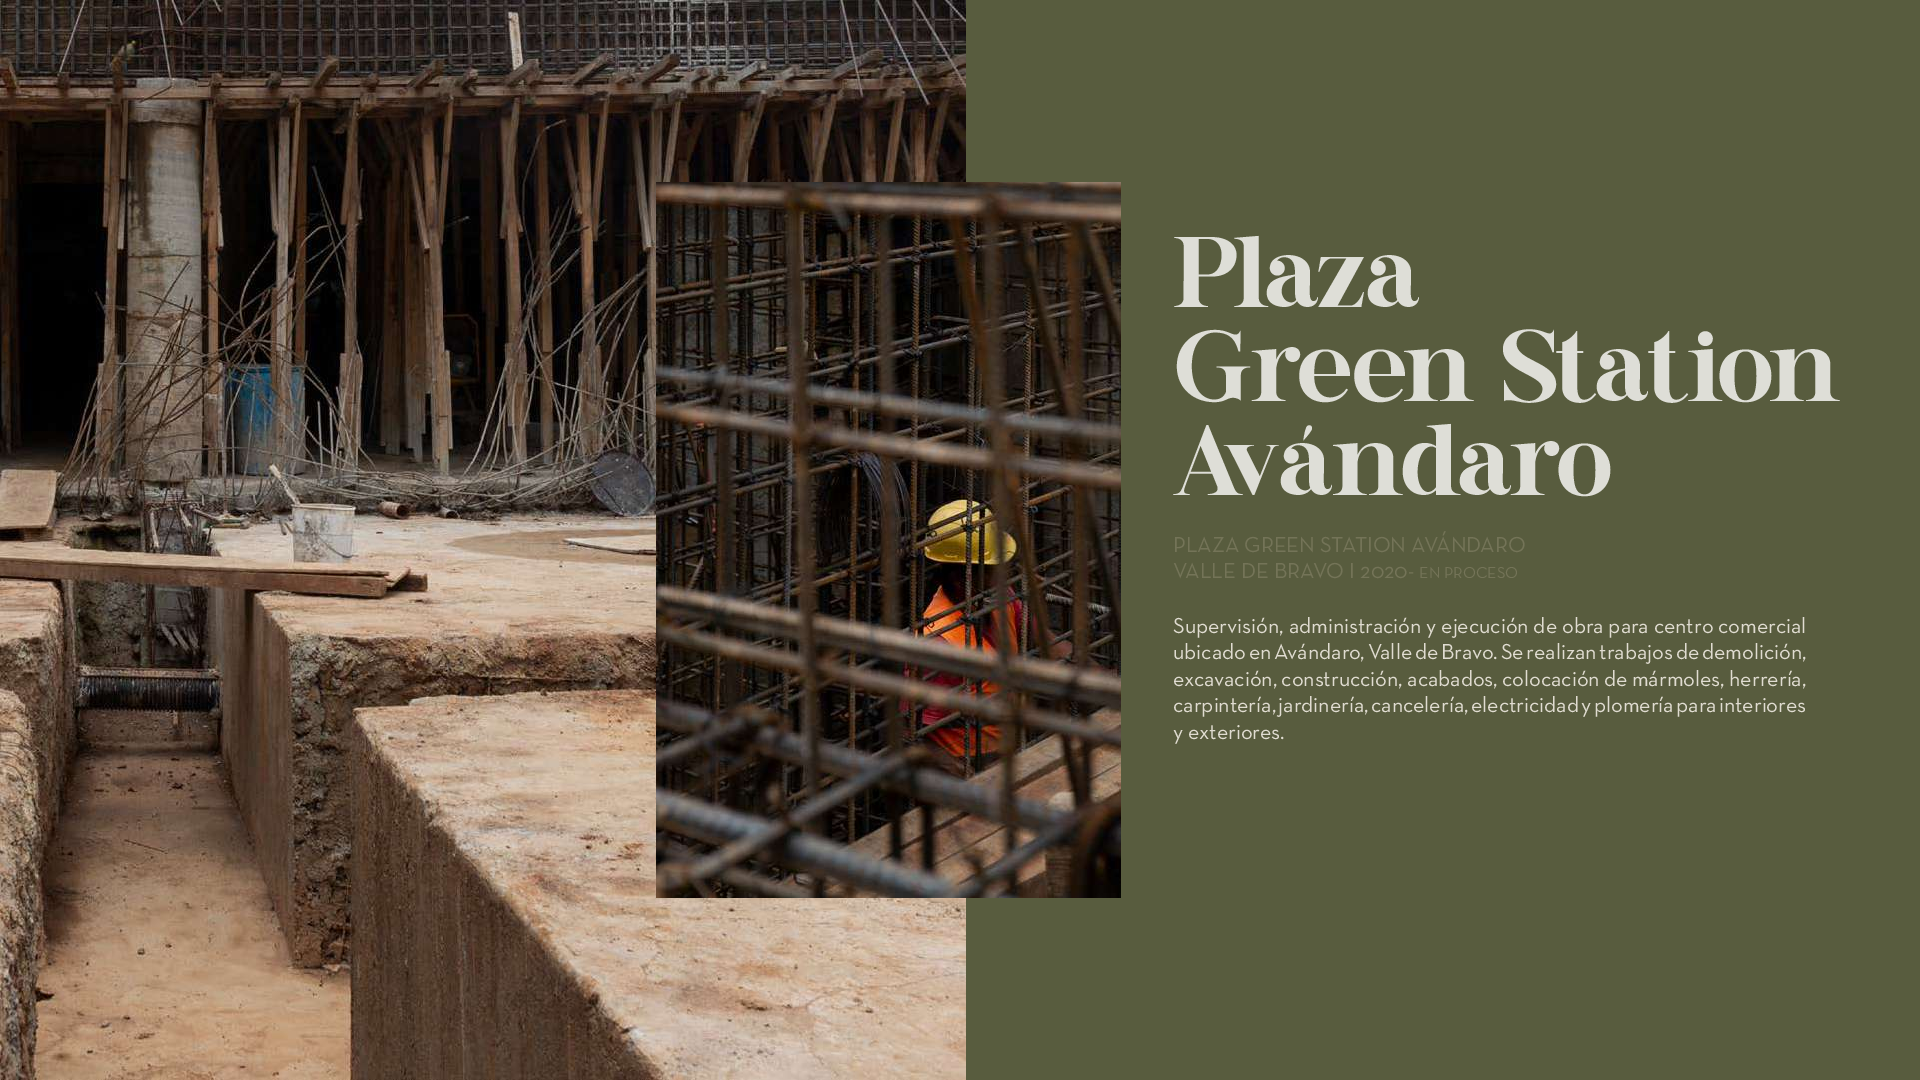 Plaza
Green Station
Avándaro
PLAZA GREEN STATION AVÁNDARO
VALLE DE BRAVO | 2020- EN PROCESO
Supervisión, administración y ejecución de obra para centro comercial
ubicado en Avándaro, Valle de Bravo. Se realizan trabajos de demolición,
excavación, construcción, acabados, colocación de mármoles, herrería,
carpintería, jardinería, cancelería, electricidad y plomería para interiores
y exteriores.